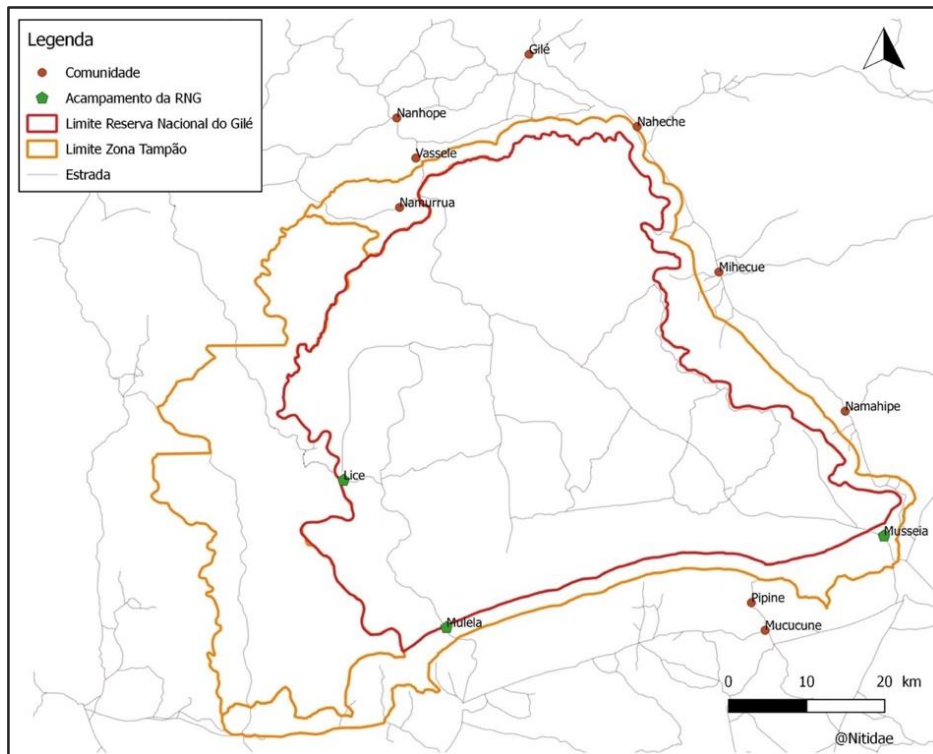 Legenda
Comunidade
Acampamento da RNG
Limite Reserva Nacional do Gilé
Limite Zona Tampão
Estrada
Gilé
Nanhope
Naheche
Vassele
Namurrua
Mihecue
Namahipe
Lice
Musseia
Pipine
Mulela
Mucucune
0 10 20 km
@Nitidae